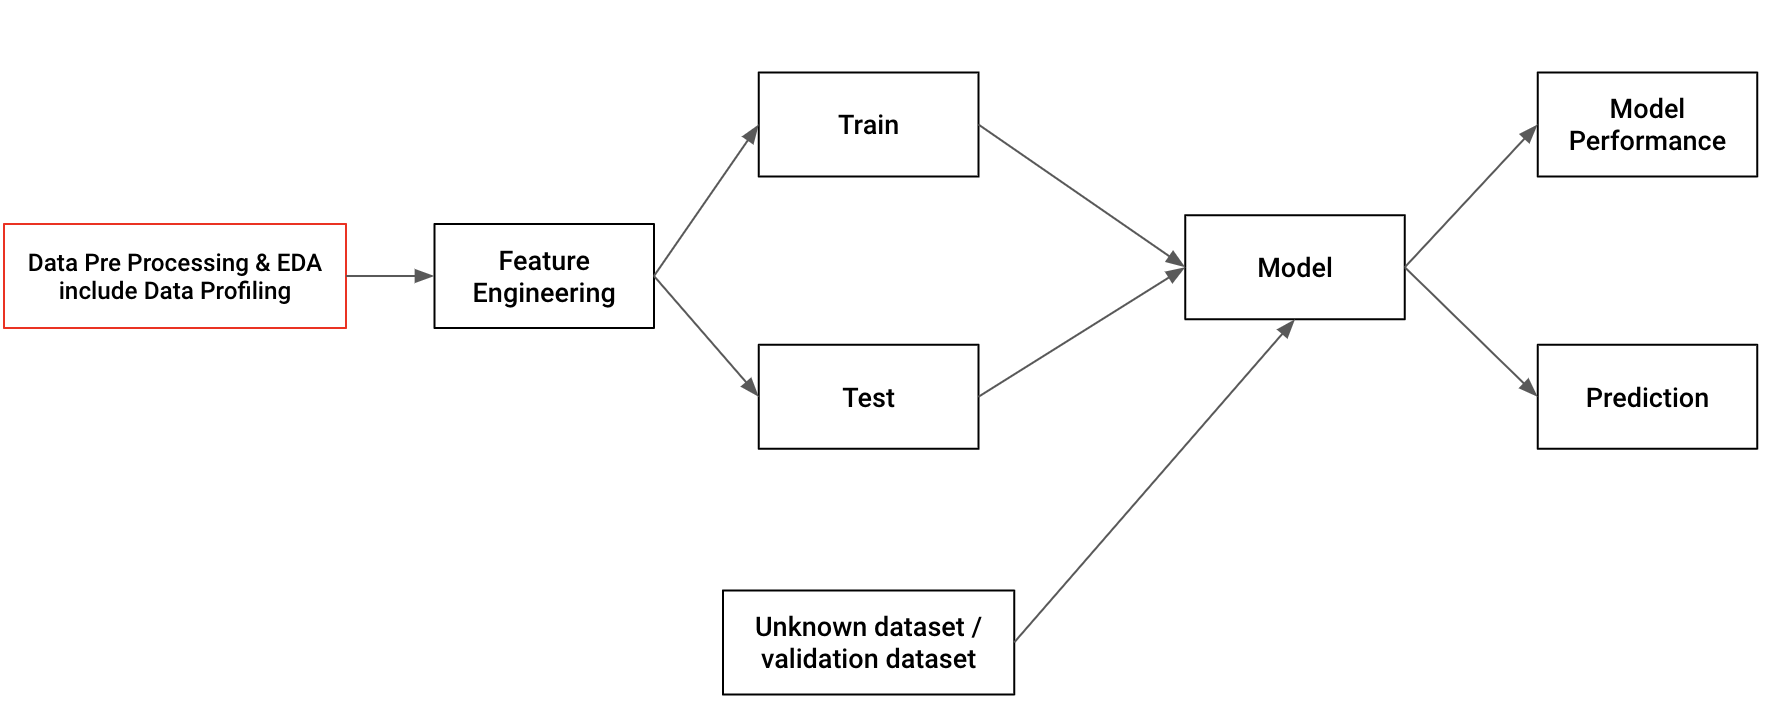 Data Pre Processing & EDA
include Data Profiling
Feature
Engineering
Train
Test
Unknown dataset /
validation dataset
Model
Model
Performance
Prediction